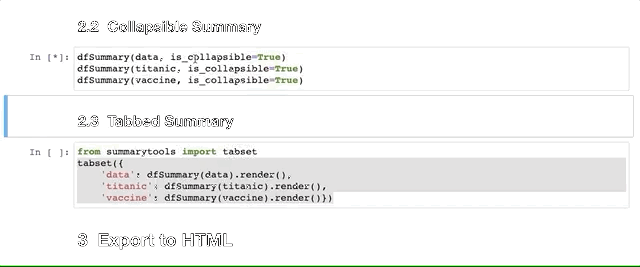 2.2 Collapsible Summary
In [*]: dfSummary(data, is_collapsible=True)
dfSummary(titanic, is_collapsible=True)
dfSummary(vaccine, is_collapsible=True)
2.3 Tabbed Summary
In [ ]: from summarytools import tabset
tabset({
'data': dfSummary(data).render(),
'titanic': dfSummary(titanic).render(),
'vaccine': dfSummary(vaccine).render()})
3 Export to HTML